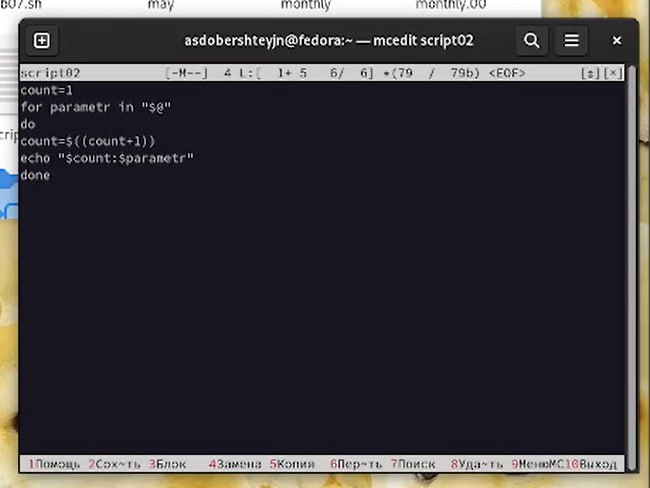 b07.sh may monthly monthly.00
asdobershteyjn@fedora:~ — mcedit script02
script02 [-M--] 4 L:[ 1+ 5 6/ 6] *(79 / 79b) <EOF> [↕][×]
count=1
for parametr in "$@"
do
count=$((count+1))
echo "$count:$parametr"
done
1Помощь 2Сох~ть 3Блок 4Замена 5Копия 6Пер~ть 7Поиск 8Уда~ть 9МенюMC10Выход